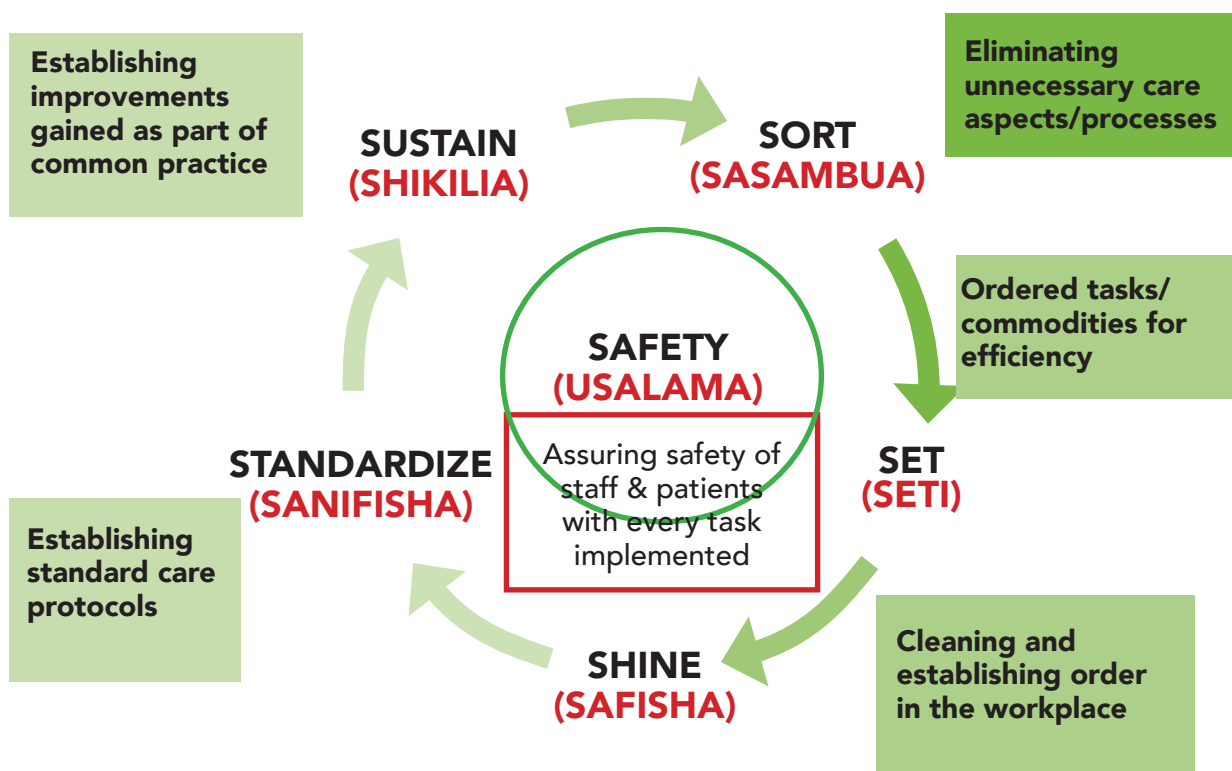 Establishing
improvements
gained as part of
common practice
SUSTAIN
(SHIKILIA)
SORT
(SASAMBUA)
Eliminating
unnecessary care
aspects/processes
Ordered tasks/
commodities for
efficiency
SET
(SETI)
Cleaning and
establishing order
in the workplace
SHINE
(SAFISHA)
STANDARDIZE
(SANIFISHA)
Establishing
standard care
protocols
SAFETY
(USALAMA)
Assuring safety of
staff & patients
with every task
implemented